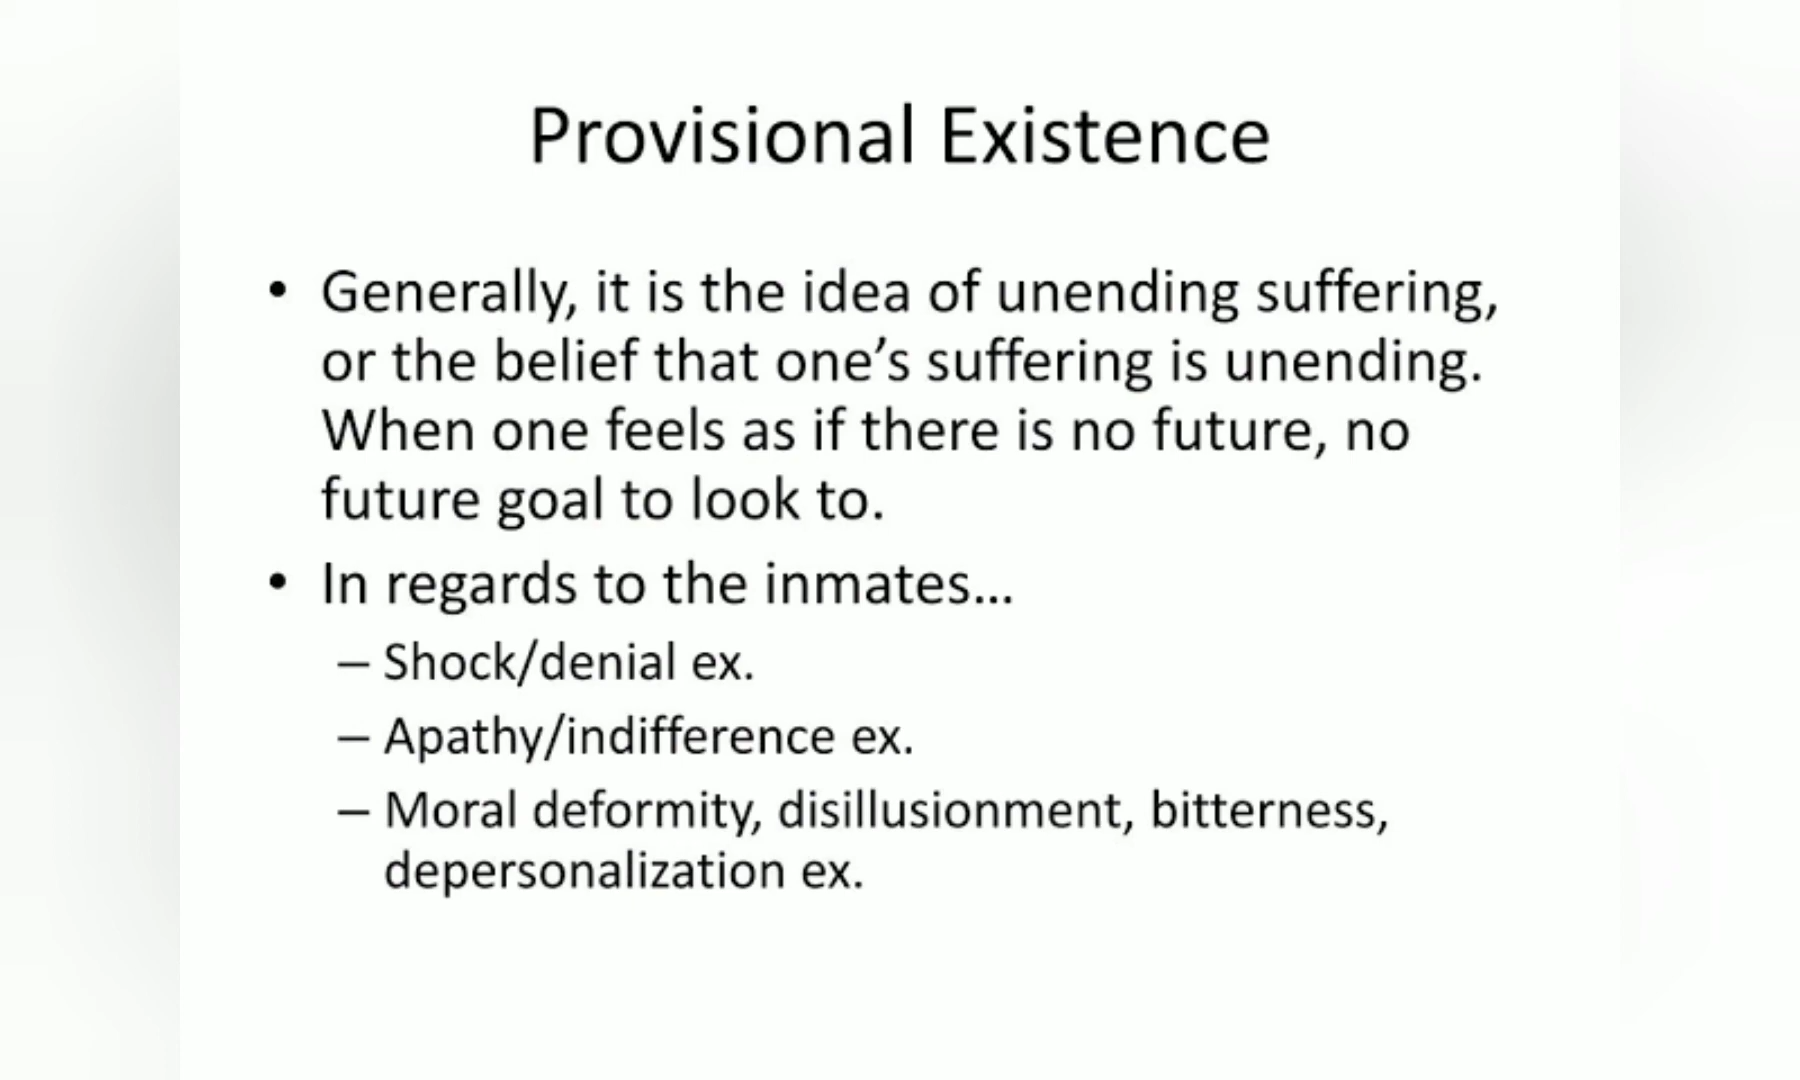 Provisional Existence
• Generally, it is the idea of unending suffering,
or the belief that one’s suffering is unending.
When one feels as if there is no future, no
future goal to look to.
• In regards to the inmates…
– Shock/denial ex.
– Apathy/indifference ex.
– Moral deformity, disillusionment, bitterness,
depersonalization ex.